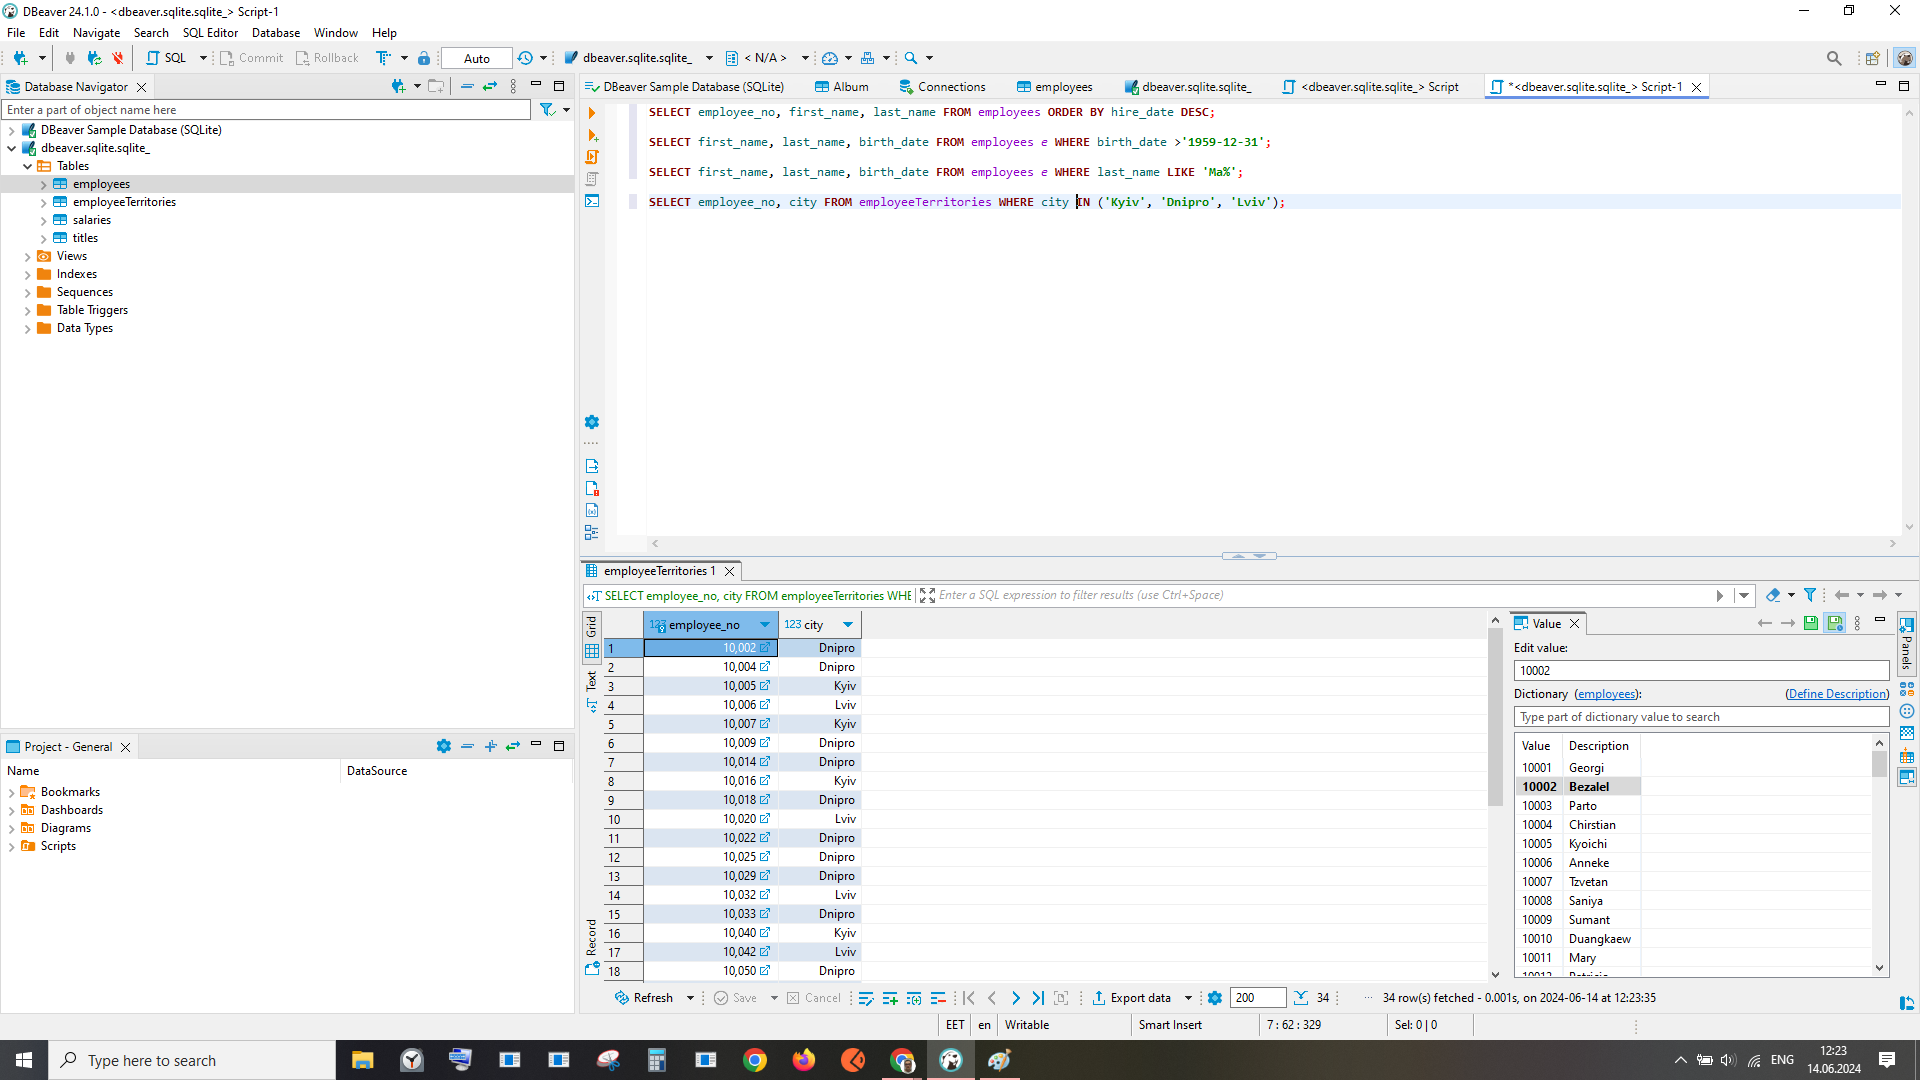 DBeaver 24.1.0 - <dbeaver.sqlite.sqlite_> Script-1
File Edit Navigate Search SQL Editor Database Window Help
SQL Commit Rollback Auto dbeaver.sqlite.sqlite_ < N/A >
Database Navigator
Enter a part of object name here
DBeaver Sample Database (SQLite)
dbeaver.sqlite.sqlite_
Tables
employees
employeeTerritories
salaries
titles
Views
Indexes
Sequences
Table Triggers
Data Types
Project - General
Name DataSource
Bookmarks
Dashboards
Diagrams
Scripts
DBeaver Sample Database (SQLite) Album Connections employees dbeaver.sqlite.sqlite_ <dbeaver.sqlite.sqlite_> Script *<dbeaver.sqlite.sqlite_> Script-1
SELECT employee_no, first_name, last_name FROM employees ORDER BY hire_date DESC;
SELECT first_name, last_name, birth_date FROM employees e WHERE birth_date >'1959-12-31';
SELECT first_name, last_name, birth_date FROM employees e WHERE last_name LIKE 'Ma%';
SELECT employee_no, city FROM employeeTerritories WHERE city IN ('Kyiv', 'Dnipro', 'Lviv');
employeeTerritories 1
SELECT employee_no, city FROM employeeTerritories WHE Enter a SQL expression to filter results (use Ctrl+Space)
Grid
Text
Record
123 employee_no 123 city
1 10,002 Dnipro
2 10,004 Dnipro
3 10,005 Kyiv
4 10,006 Lviv
5 10,007 Kyiv
6 10,009 Dnipro
7 10,014 Dnipro
8 10,016 Kyiv
9 10,018 Dnipro
10 10,020 Lviv
11 10,022 Dnipro
12 10,025 Dnipro
13 10,029 Dnipro
14 10,032 Lviv
15 10,033 Dnipro
16 10,040 Kyiv
17 10,042 Lviv
18 10,050 Dnipro
Value
Panels
Edit value:
10002
Dictionary (employees): (Define Description)
Type part of dictionary value to search
Value Description
10001 Georgi
10002 Bezalel
10003 Parto
10004 Chirstian
10005 Kyoichi
10006 Anneke
10007 Tzvetan
10008 Saniya
10009 Sumant
10010 Duangkaew
10011 Mary
10012 Patricio
Refresh Save Cancel Export data 200 34 34 row(s) fetched - 0.001s, on 2024-06-14 at 12:23:35
EET en Writable Smart Insert 7 : 62 : 329 Sel: 0 | 0
Type here to search
ENG
12:23
14.06.2024